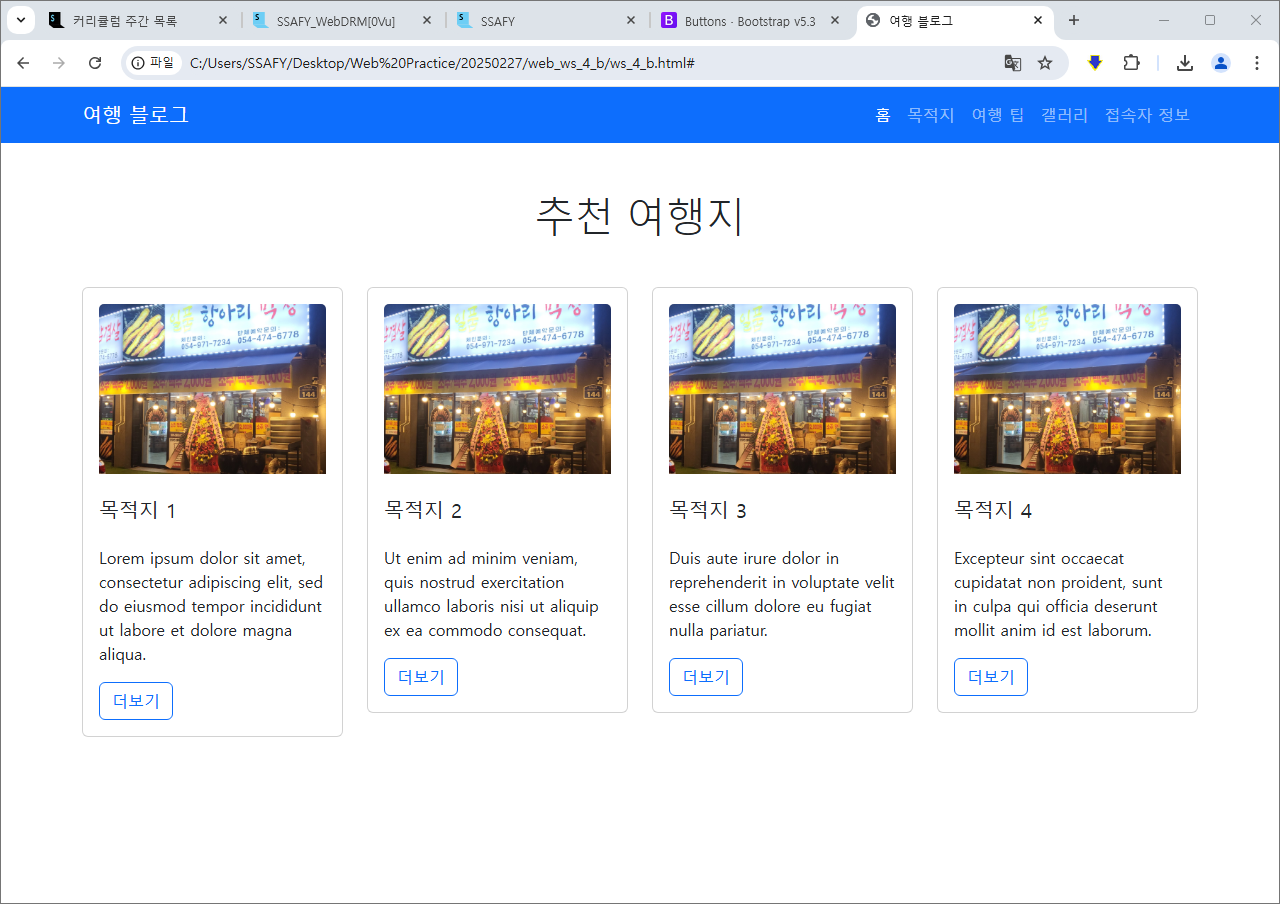 커리큘럼 주간 목록
SSAFY_WebDRM[0Vu]
SSAFY
Buttons · Bootstrap v5.3
여행 블로그
파일
C:/Users/SSAFY/Desktop/Web%20Practice/20250227/web_ws_4_b/ws_4_b.html#
여행 블로그
홈 목적지 여행 팁 갤러리 접속자 정보
추천 여행지
항아리 막창
054-971-7234
054-474-6778
144
목적지 1
Lorem ipsum dolor sit amet,
consectetur adipiscing elit, sed
do eiusmod tempor incididunt
ut labore et dolore magna
aliqua.
더보기
항아리 막창
054-971-7234
054-474-6778
144
목적지 2
Ut enim ad minim veniam,
quis nostrud exercitation
ullamco laboris nisi ut aliquip
ex ea commodo consequat.
더보기
항아리 막창
054-971-7234
054-474-6778
144
목적지 3
Duis aute irure dolor in
reprehenderit in voluptate velit
esse cillum dolore eu fugiat
nulla pariatur.
더보기
항아리 막창
054-971-7234
054-474-6778
144
목적지 4
Excepteur sint occaecat
cupidatat non proident, sunt
in culpa qui officia deserunt
mollit anim id est laborum.
더보기